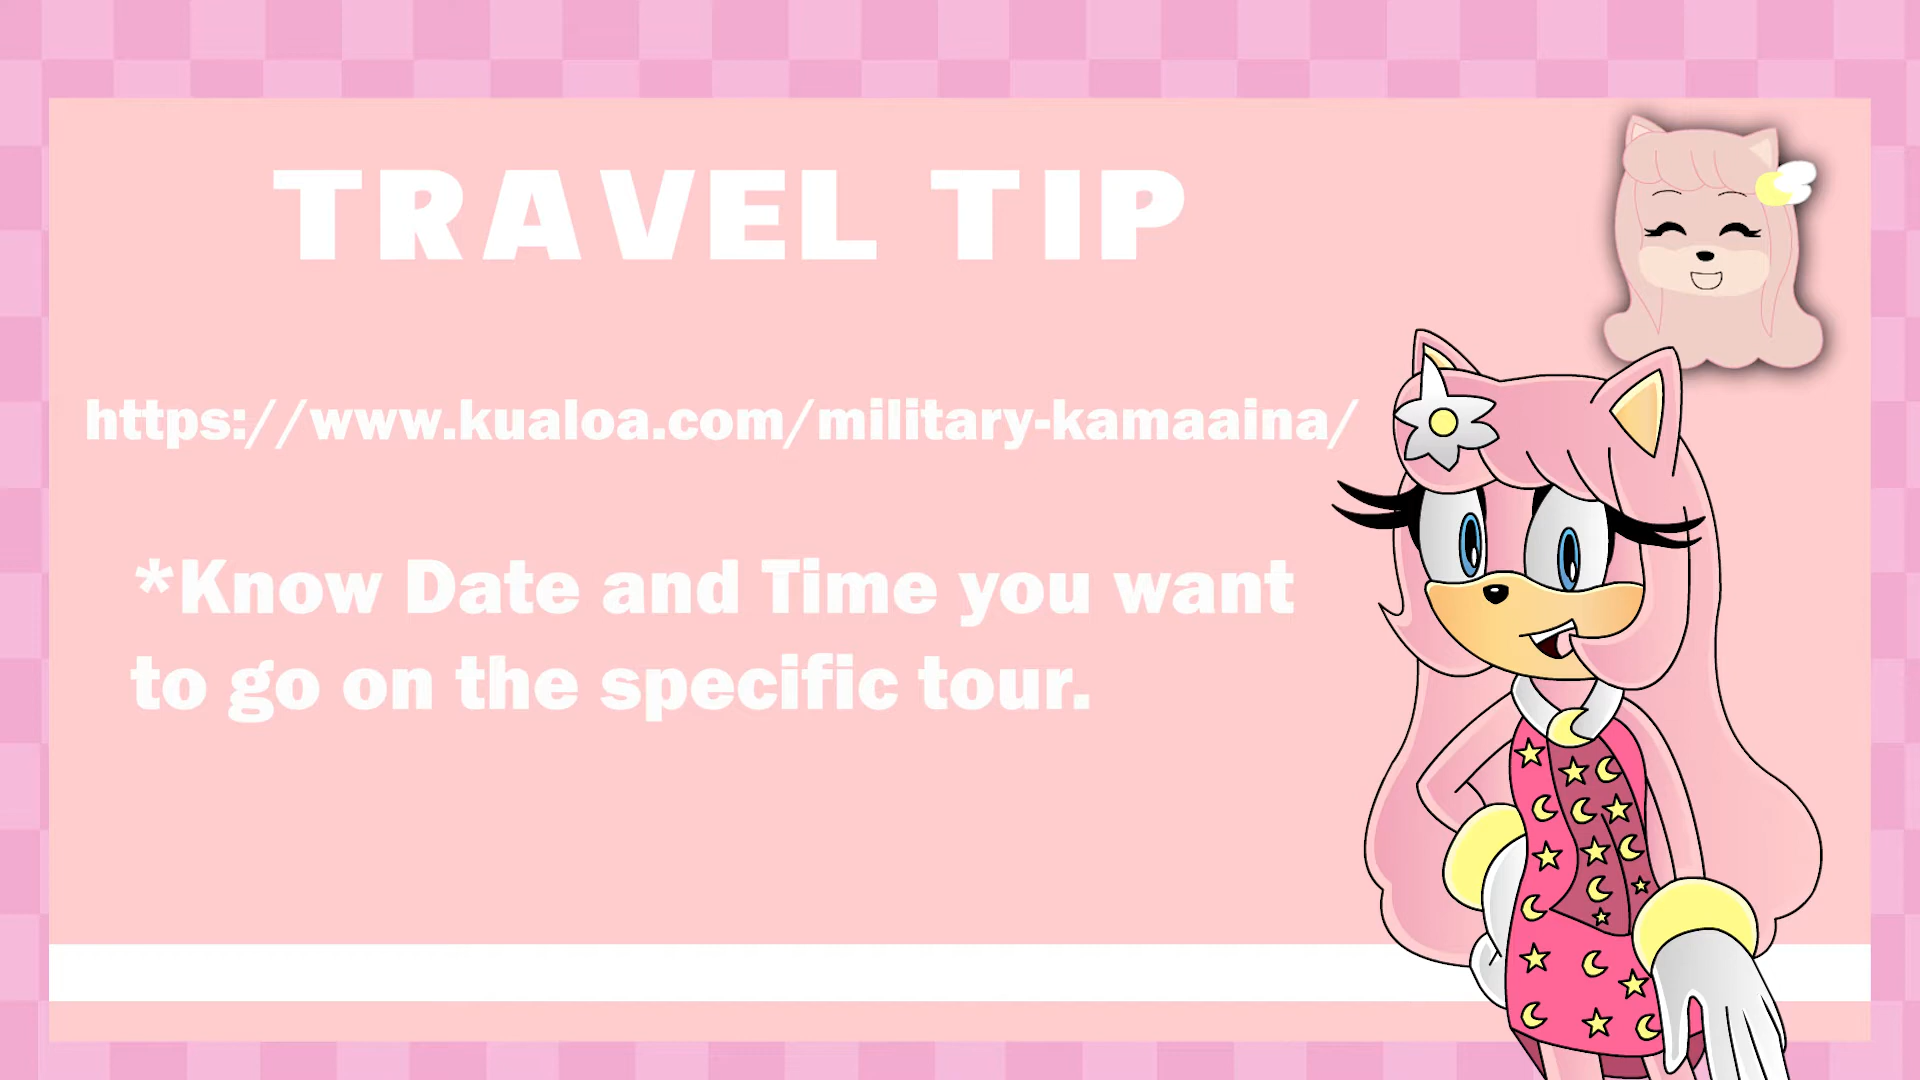 TRAVEL TIP
https://www.kualoa.com/military-kamaaina/
*Know Date and Time you want
to go on the specific tour.